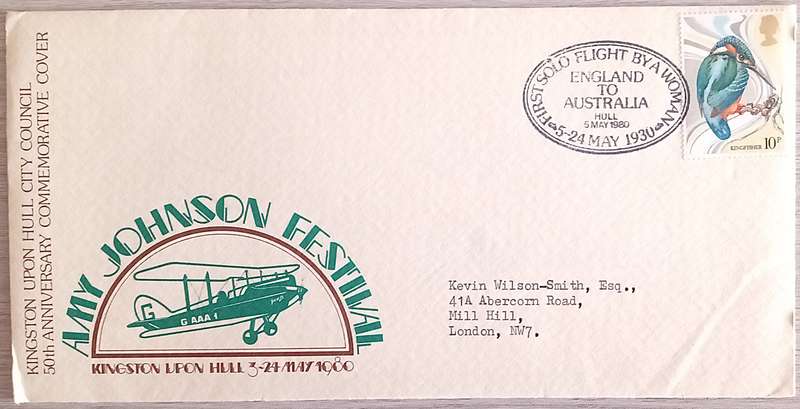 KINGSTON UPON HULL CITY COUNCIL
50th ANNIVERSARY COMMEMORATIVE COVER
FIRST SOLO FLIGHT BY A WOMAN
ENGLAND
TO
AUSTRALIA
HULL
5 MAY 1980
5-24 MAY 1930
KINGFISHER 10P
AMY JOHNSON FESTIVAL
G
G AAA1
KINGSTON UPON HULL 3-24 MAY 1980
Kevin Wilson-Smith, Esq.,
41A Abercorn Road,
Mill Hill,
London, NW7.